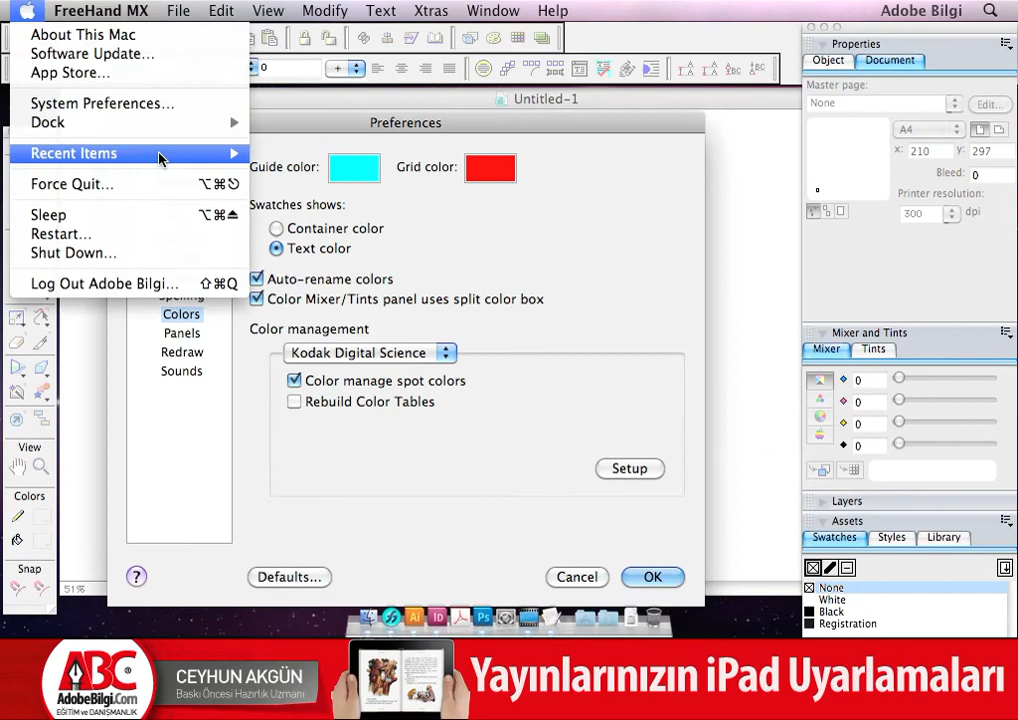 FreeHand MX File Edit View Modify Text Xtras Window Help Adobe Bilgi
About This Mac
Software Update...
App Store...
System Preferences...
Dock
Recent Items
Force Quit... ⌥⌘⎋
Sleep ⌥⌘⏏
Restart...
Shut Down...
Log Out Adobe Bilgi... ⇧⌘Q
0
+
Untitled-1
Preferences
Guide color:
Grid color:
Swatches shows:
Container color
Text color
Auto-rename colors
Color Mixer/Tints panel uses split color box
Color management
Kodak Digital Science
Color manage spot colors
Rebuild Color Tables
Setup
Spelling
Colors
Panels
Redraw
Sounds
?
Defaults...
Cancel
OK
View
Colors
Snap
51%
Properties
Object Document
Master page:
None Edit...
A4
x: 210 y: 297
Bleed: 0
Printer resolution:
300 dpi
Mixer and Tints
Mixer Tints
0
0
0
0
Layers
Assets
Swatches Styles Library
None
White
Black
Registration
Ai Id Ps
ABC
AdobeBilgi.Com
EĞİTİM ve DANIŞMANLIK
CEYHUN AKGÜN
Baskı Öncesi Hazırlık Uzmanı
Yayınlarınızın iPad Uyarlamaları